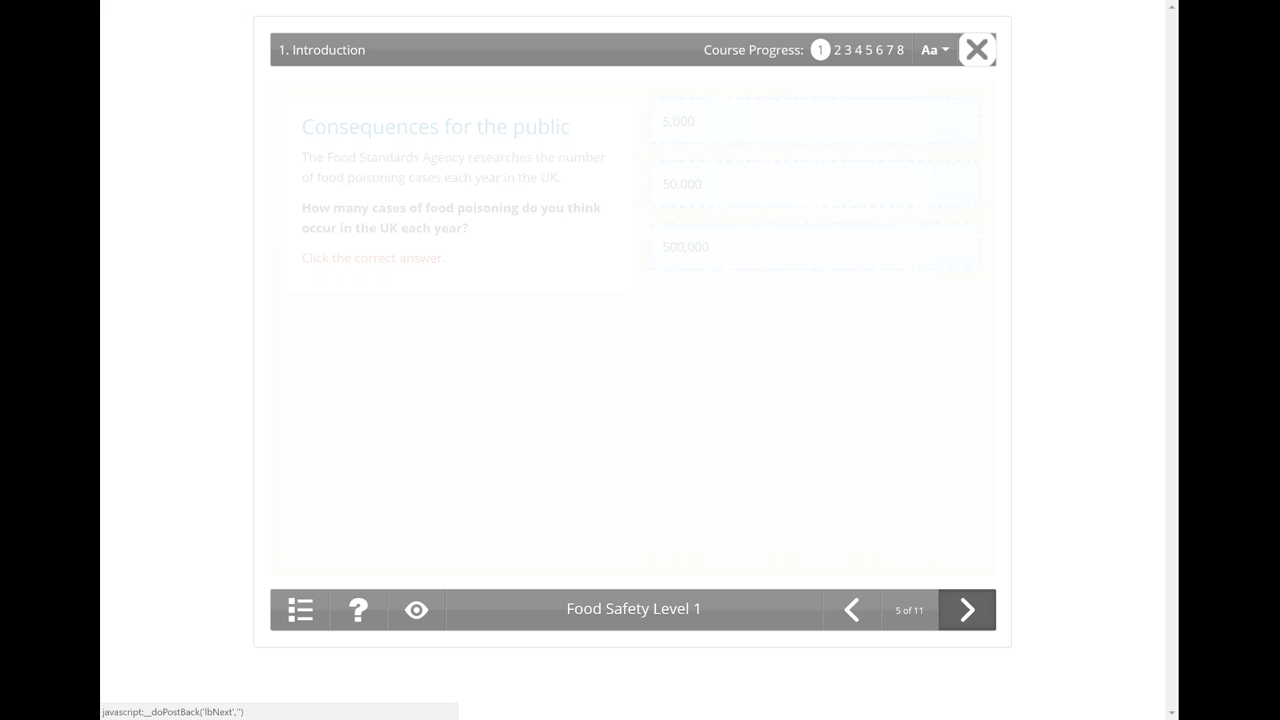 1. Introduction
Course Progress: 1 2 3 4 5 6 7 8
Aa
Consequences for the public
The Food Standards Agency researches the number
of food poisoning cases each year in the UK.
How many cases of food poisoning do you think
occur in the UK each year?
Click the correct answer.
5,000
50,000
500,000
Food Safety Level 1
5 of 11
javascript:__doPostBack('lbNext','')